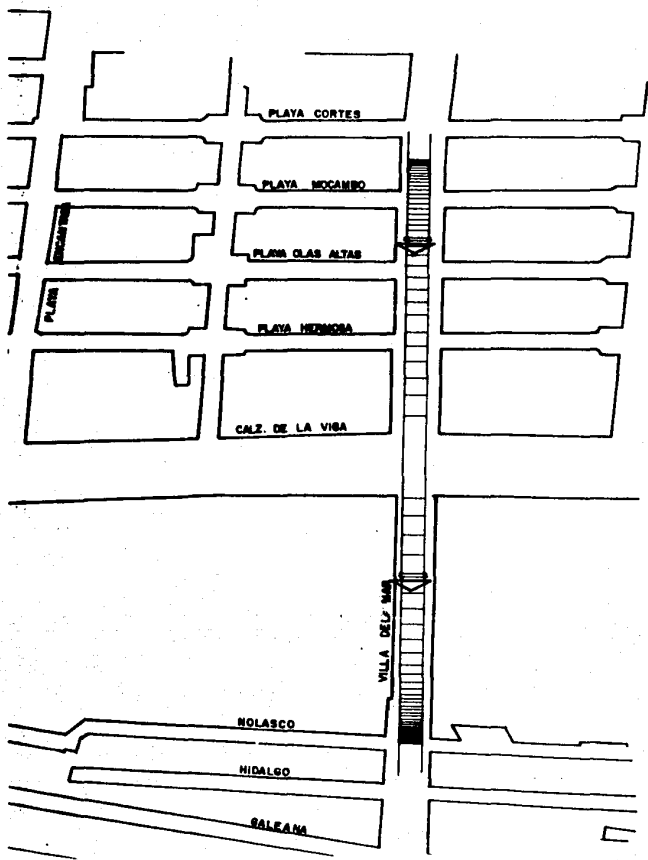 PLAYA CORTES
PLAYA MOCAMBO
ENCANTADA
PLAYA OLAS ALTAS
PLAYA
PLAYA HERMOSA
CALZ. DE LA VIGA
VILLA DEL MAR
NOLASCO
HIDALGO
GALEANA